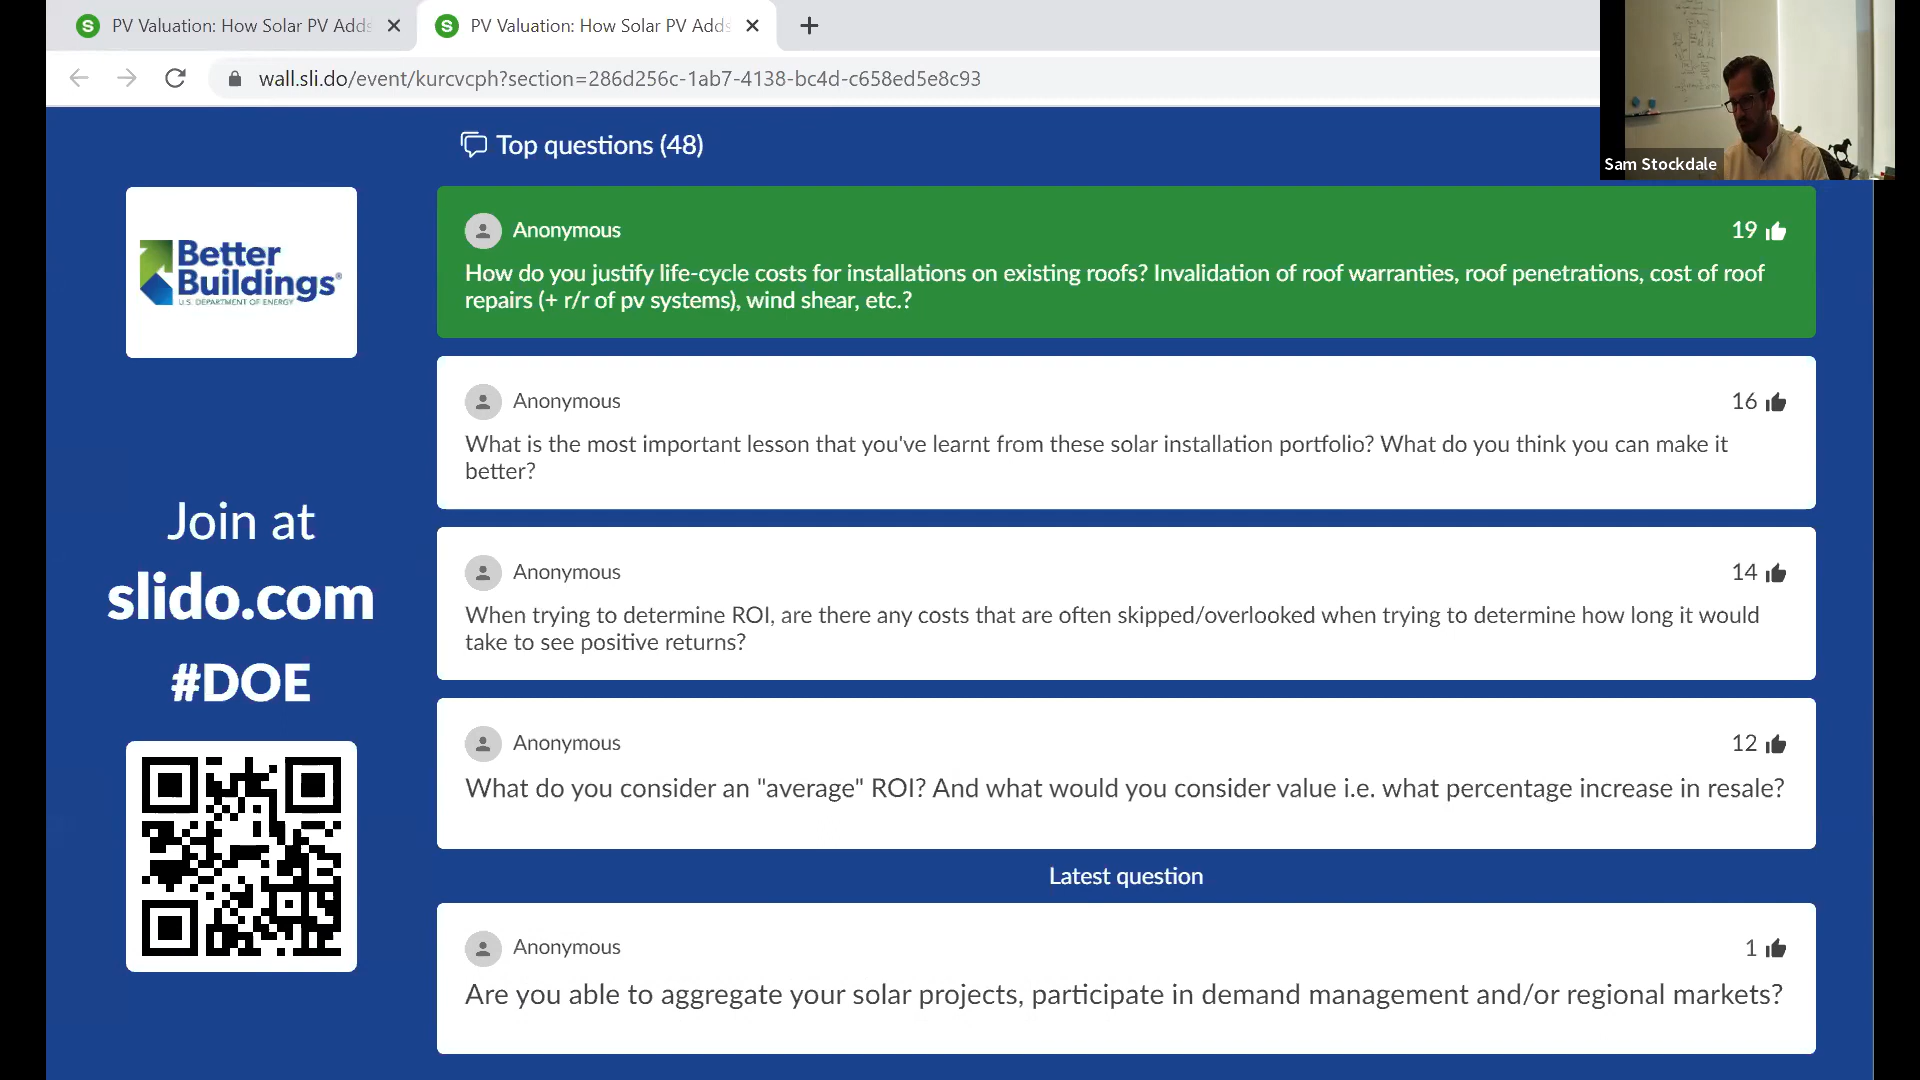 PV Valuation: How Solar PV Adds
PV Valuation: How Solar PV Adds
wall.sli.do/event/kurcvcph?section=286d256c-1ab7-4138-bc4d-c658ed5e8c93
Sam Stockdale
Top questions (48)
Better
Buildings®
U.S. DEPARTMENT OF ENERGY
Join at
slido.com
#DOE
Anonymous
19
How do you justify life-cycle costs for installations on existing roofs? Invalidation of roof warranties, roof penetrations, cost of roof
repairs (+ r/r of pv systems), wind shear, etc.?
Anonymous
16
What is the most important lesson that you've learnt from these solar installation portfolio? What do you think you can make it
better?
Anonymous
14
When trying to determine ROI, are there any costs that are often skipped/overlooked when trying to determine how long it would
take to see positive returns?
Anonymous
12
What do you consider an "average" ROI? And what would you consider value i.e. what percentage increase in resale?
Latest question
Anonymous
1
Are you able to aggregate your solar projects, participate in demand management and/or regional markets?